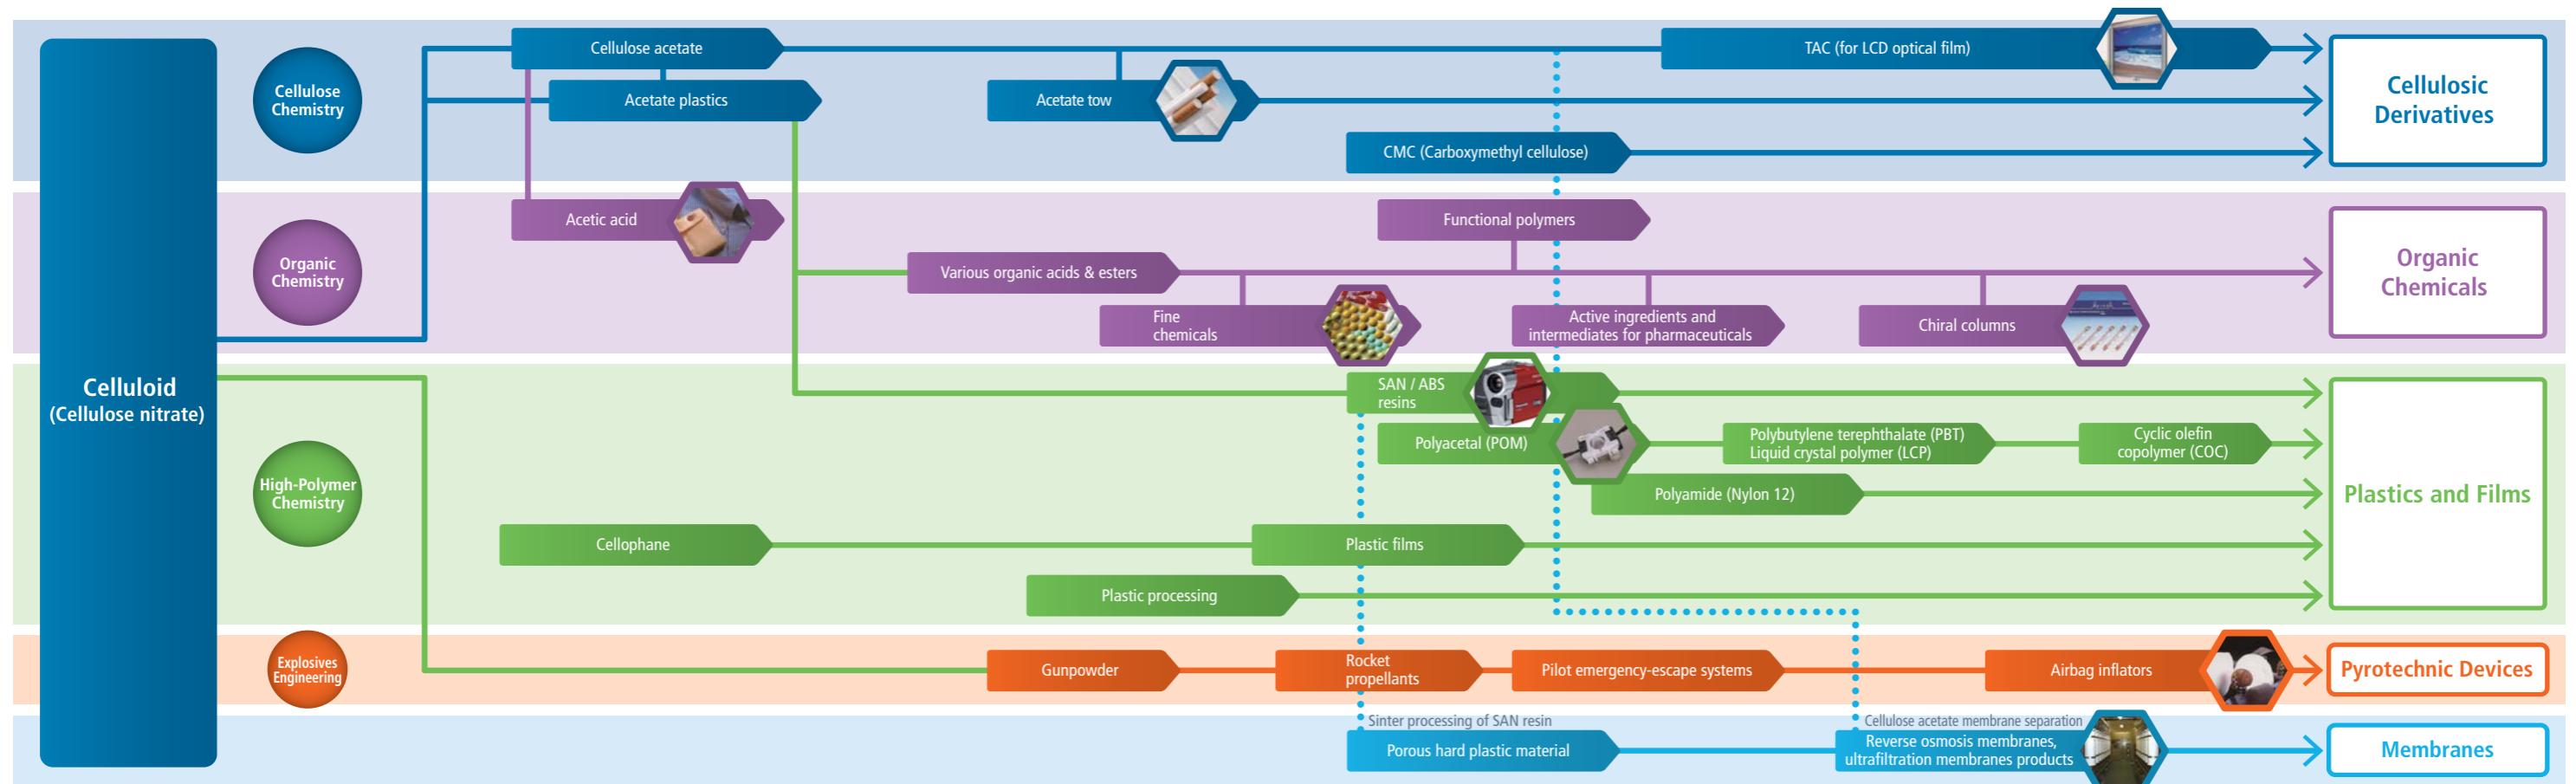 Celluloid
(Cellulose nitrate)
Cellulose
Chemistry
Cellulose acetate
TAC (for LCD optical film)
Acetate plastics
Acetate tow
CMC (Carboxymethyl cellulose)
Cellulosic
Derivatives
Organic
Chemistry
Acetic acid
Functional polymers
Various organic acids & esters
Fine
chemicals
Active ingredients and
intermediates for pharmaceuticals
Chiral columns
Organic
Chemicals
High-Polymer
Chemistry
SAN / ABS
resins
Polyacetal (POM)
Polybutylene terephthalate (PBT)
Liquid crystal polymer (LCP)
Cyclic olefin
copolymer (COC)
Polyamide (Nylon 12)
Cellophane
Plastic films
Plastic processing
Plastics and Films
Explosives
Engineering
Gunpowder
Rocket
propellants
Pilot emergency-escape systems
Airbag inflators
Pyrotechnic Devices
Sinter processing of SAN resin
Porous hard plastic material
Cellulose acetate membrane separation
Reverse osmosis membranes,
ultrafiltration membranes products
Membranes